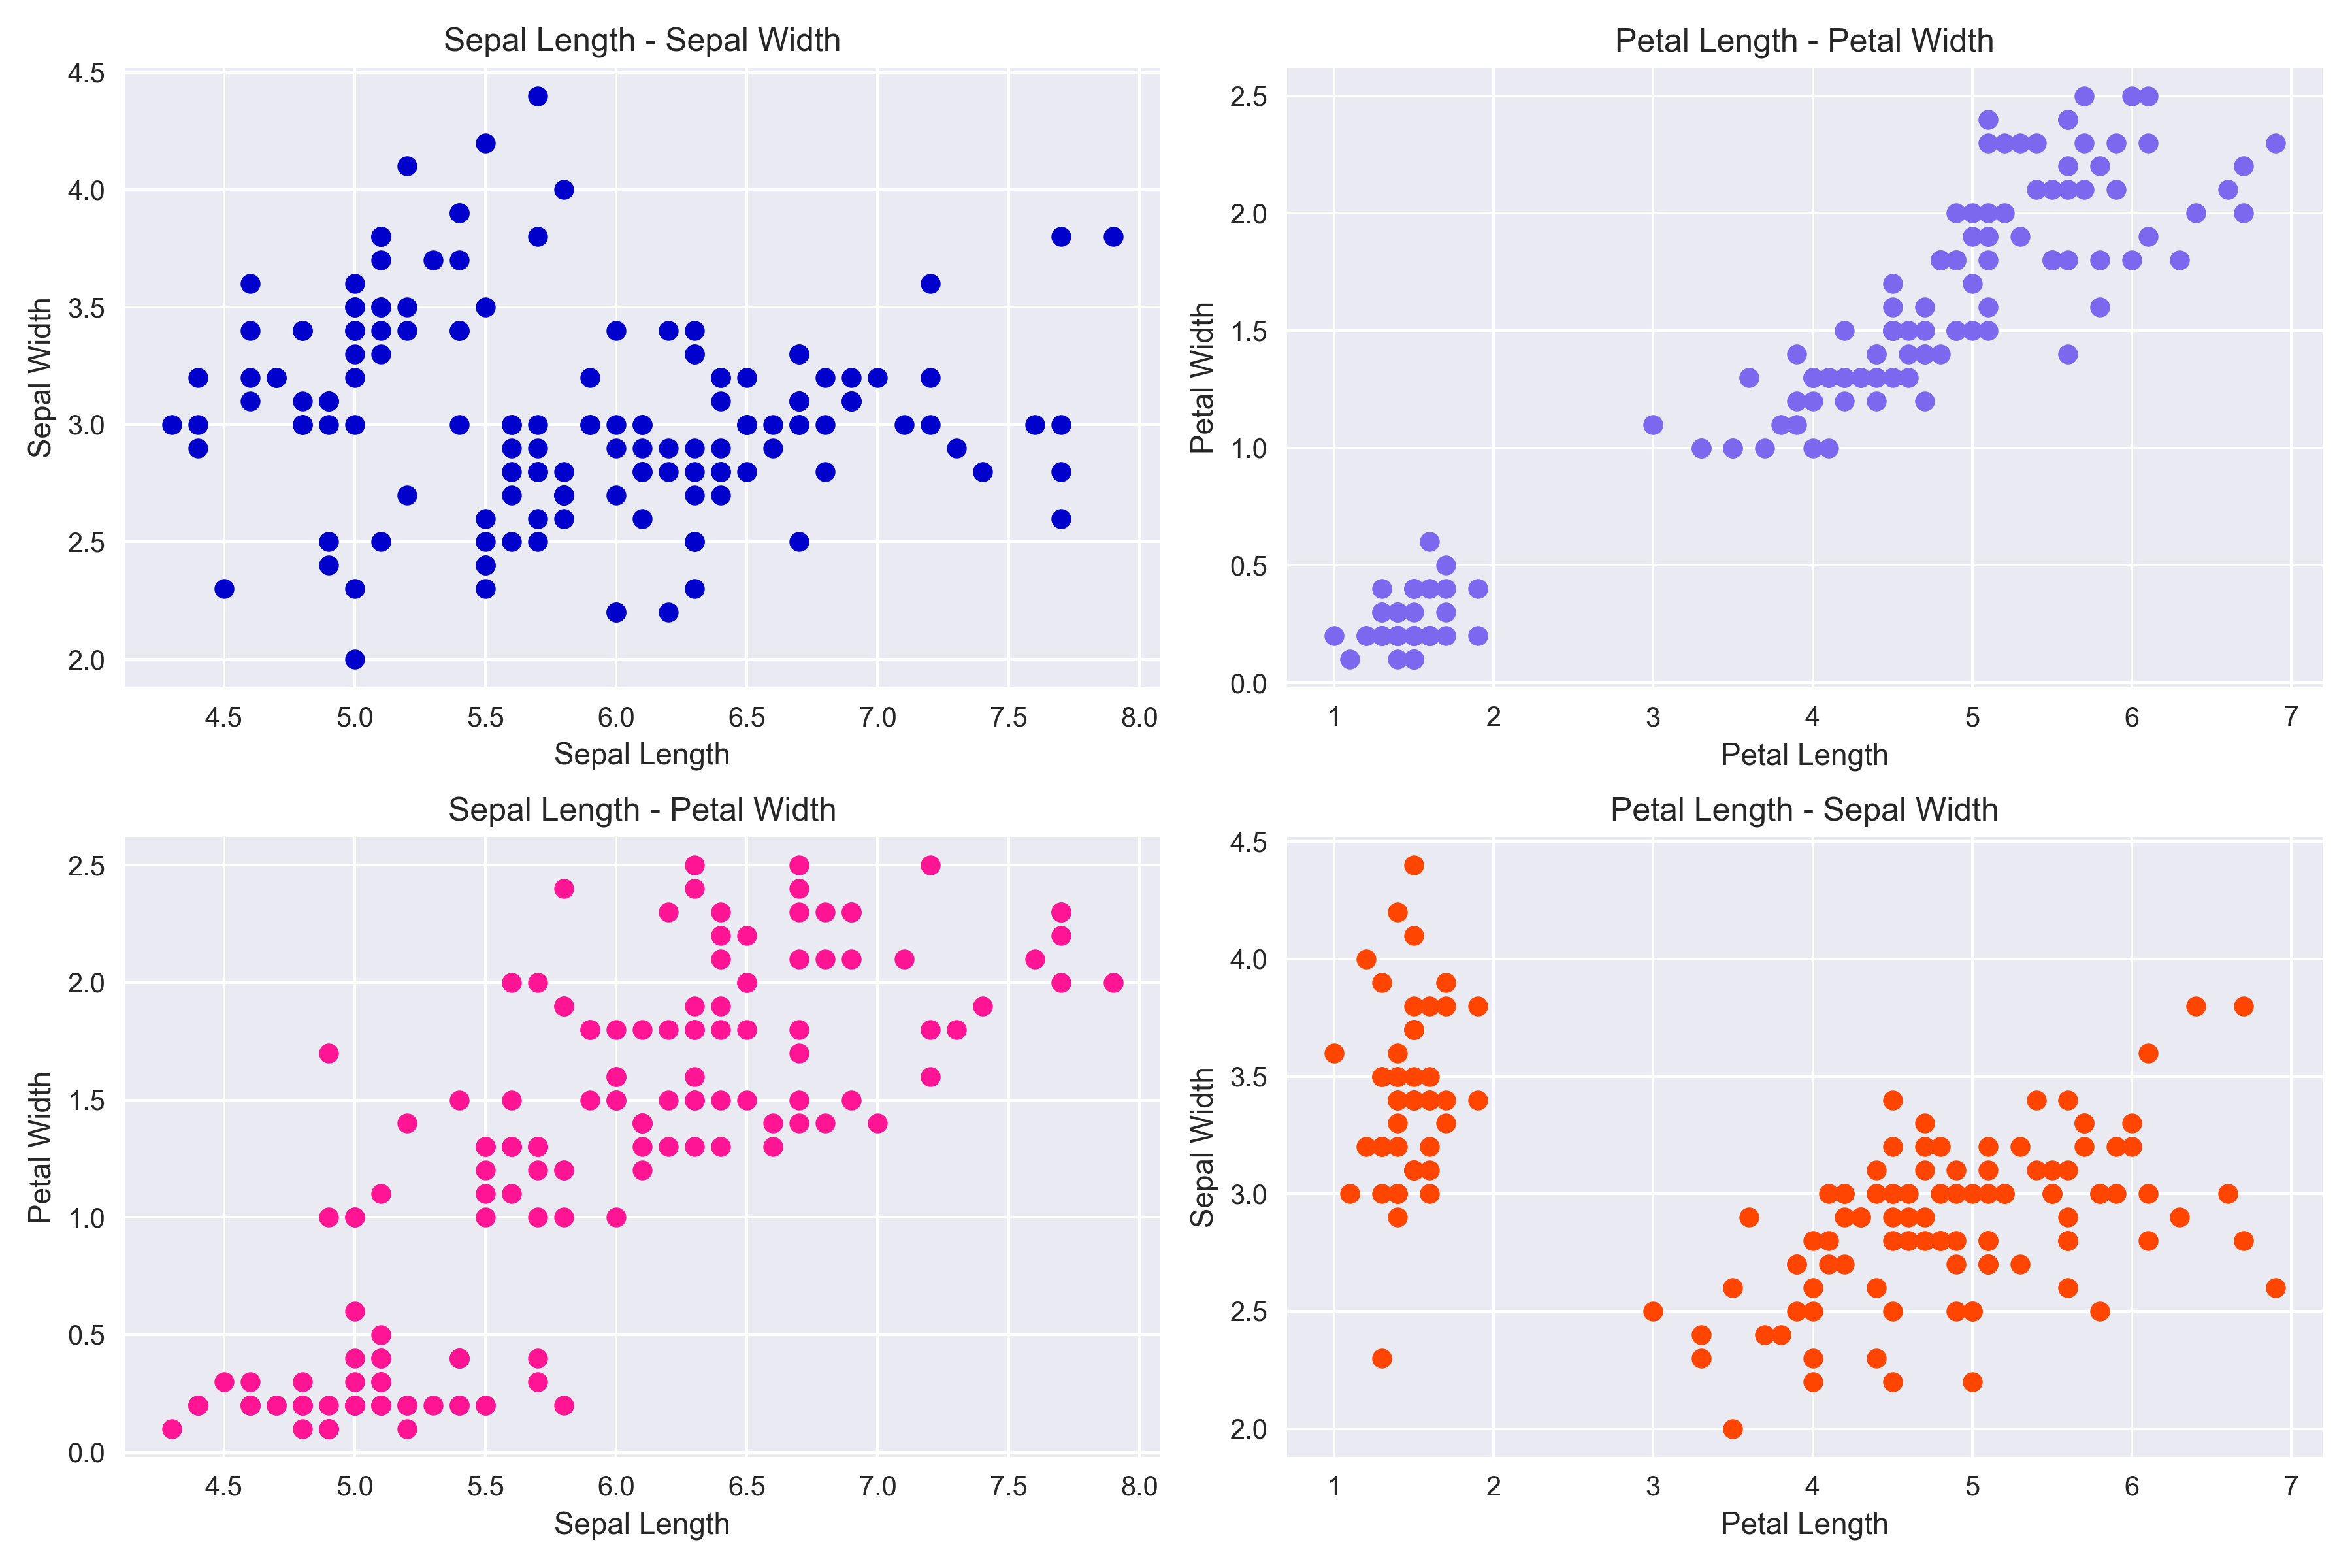 Sepal Length - Sepal Width
4.5
4.0
3.5
3.0
2.5
2.0
Sepal Width
4.5 5.0 5.5 6.0 6.5 7.0 7.5 8.0
Sepal Length
Petal Length - Petal Width
2.5
2.0
1.5
1.0
0.5
0.0
Petal Width
1 2 3 4 5 6 7
Petal Length
Sepal Length - Petal Width
2.5
2.0
1.5
1.0
0.5
0.0
Petal Width
4.5 5.0 5.5 6.0 6.5 7.0 7.5 8.0
Sepal Length
Petal Length - Sepal Width
4.5
4.0
3.5
3.0
2.5
2.0
Sepal Width
1 2 3 4 5 6 7
Petal Length